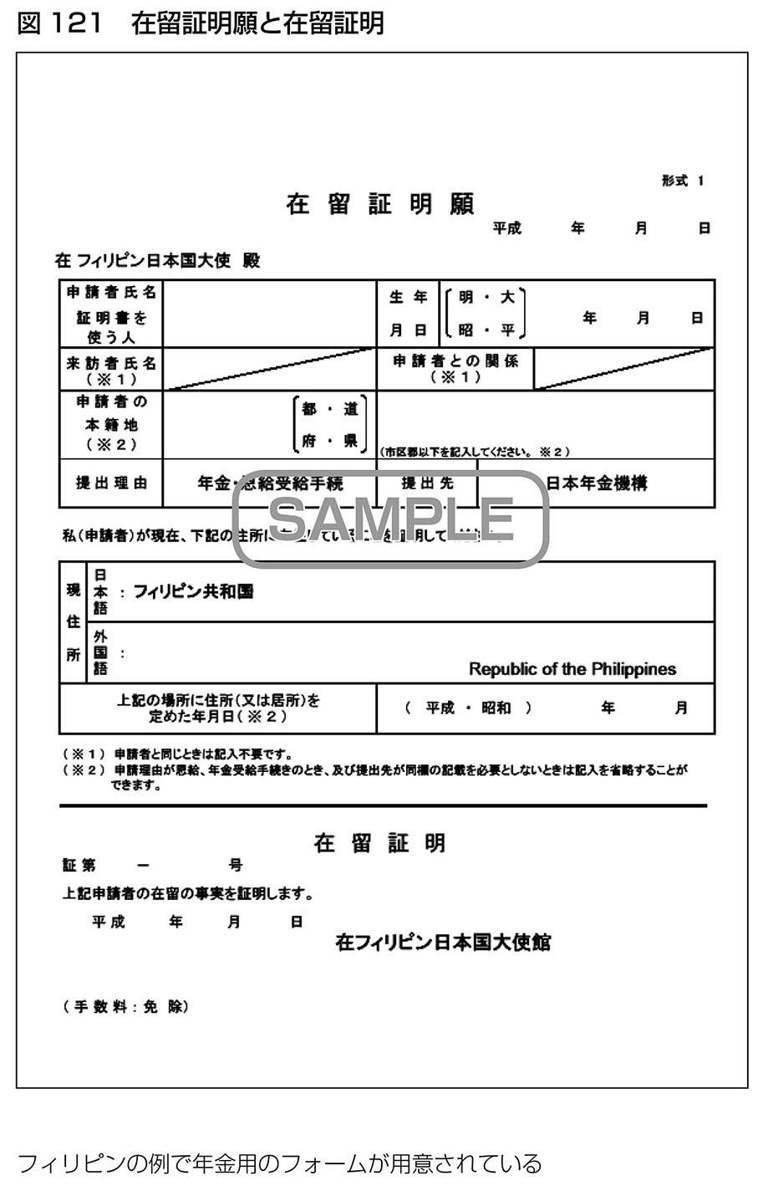 図121 在留証明願と在留証明
形式 1
在 留 証 明 願
平成 年 月 日
在 フィリピン日本国大使 殿
申請者氏名
証明書を
使う人
生年
月日
明・大
昭・平
年 月 日
来訪者氏名
(※1)
申請者との関係
(※1)
申請者の
本籍地
(※2)
都・道
府・県
(市区郡以下を記入してください。 ※2)
提出理由
年金・恩給受給手続
提出先
日本年金機構
SAMPLE
私(申請者)が現在、下記の住所に
証明して
現住所
日本語 : フィリピン共和国
外国語 :
Republic of the Philippines
上記の場所に住所(又は居所)を
定めた年月日(※2)
( 平成 ・ 昭和 ) 年 月
(※1) 申請者と同じときは記入不要です。
(※2) 申請理由が恩給、年金受給手続きのとき、及び提出先が同欄の記載を必要としないときは記入を省略することが
できます。
在 留 証 明
証第 ー 号
上記申請者の在留の事実を証明します。
平成 年 月 日
在フィリピン日本国大使館
(手数料:免 除)
フィリピンの例で年金用のフォームが用意されている